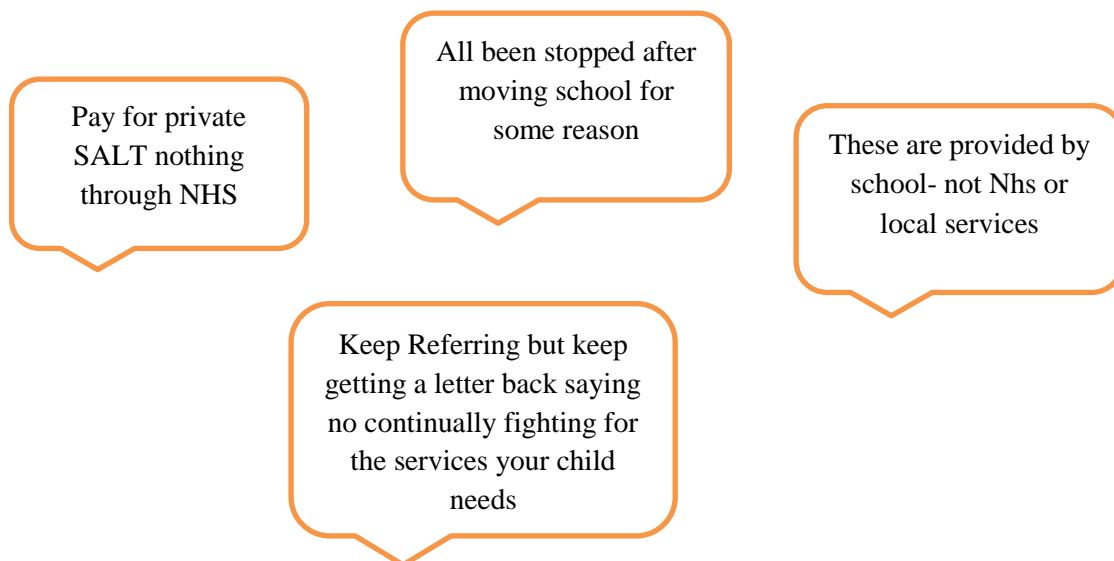 Pay for private
SALT nothing
through NHS
All been stopped after
moving school for
some reason
These are provided by
school- not Nhs or
local services
Keep Referring but keep
getting a letter back saying
no continually fighting for
the services your child
needs